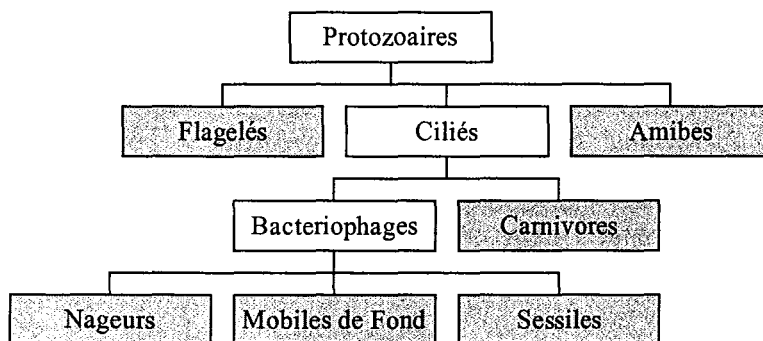 Protozoaires
Flagelés
Ciliés
Amibes
Bacteriophages
Carnivores
Nageurs
Mobiles de Fond
Sessiles